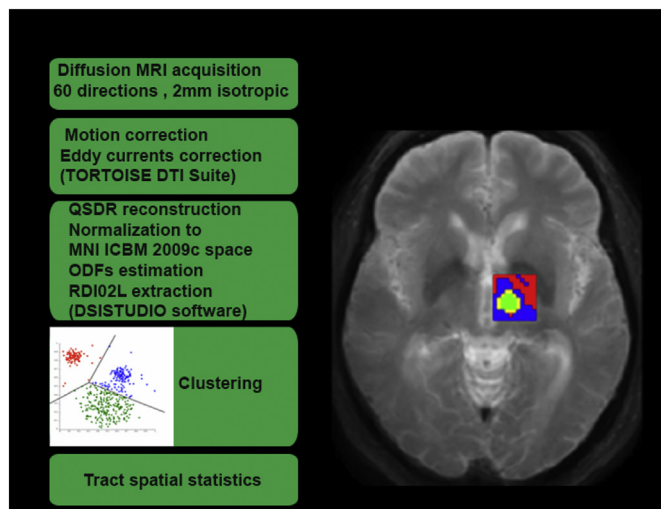 Diffusion MRI acquisition
60 directions , 2mm isotropic
Motion correction
Eddy currents correction
(TORTOISE DTI Suite)
QSDR reconstruction
Normalization to
MNI ICBM 2009c space
ODFs estimation
RDI02L extraction
(DSISTUDIO software)
Clustering
Tract spatial statistics